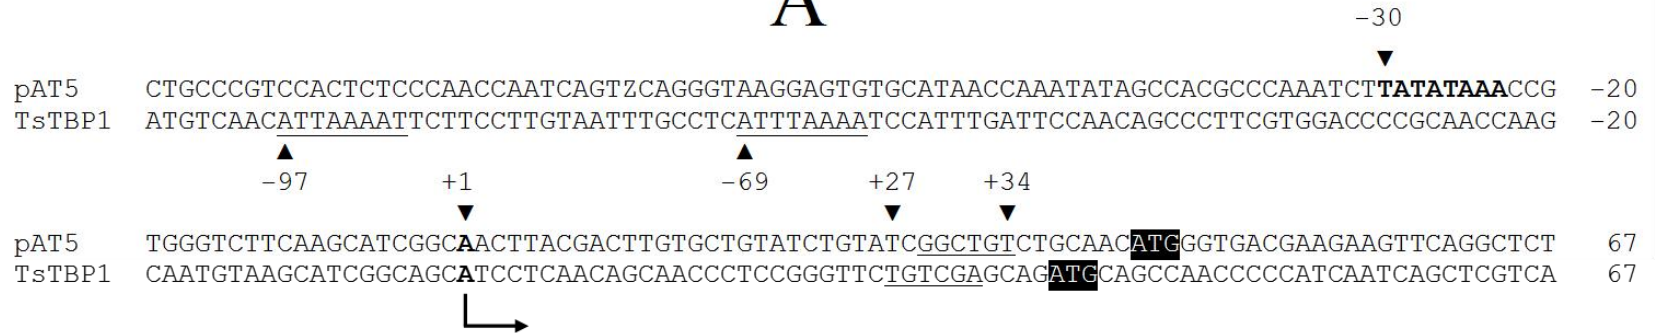 A
-30
▼
pAT5 CTGCCCGTCCACTCTCCCAACCAATCAGTZCAGGGTAAGGAGTGTGCATAACCAAATATAGCCACGCCCAAATCTTATATAAACCG -20
TsTBP1 ATGTCAACATTAAAATTCTTCCTTGTAATTTGCCTCATTTAAAATCCATTTGATTCCAACAGCCCTTCGTGGACCCCGCAACCAAG -20
▲ ▲
-97 +1 -69 +27 +34
▼ ▼ ▼
pAT5 TGGGTCTTCAAGCATCGGCAACTTACGACTTGTGCTGTATCTGTATCGGCTGTCTGCAACATGGGTGACGAAGAAGTTCAGGCTCT 67
TsTBP1 CAATGTAAGCATCGGCAGCATCCTCAACAGCAACCCTCCGGGTTCTGTCGAGCAGATGCAGCCAACCCCCATCAATCAGCTCGTCA 67